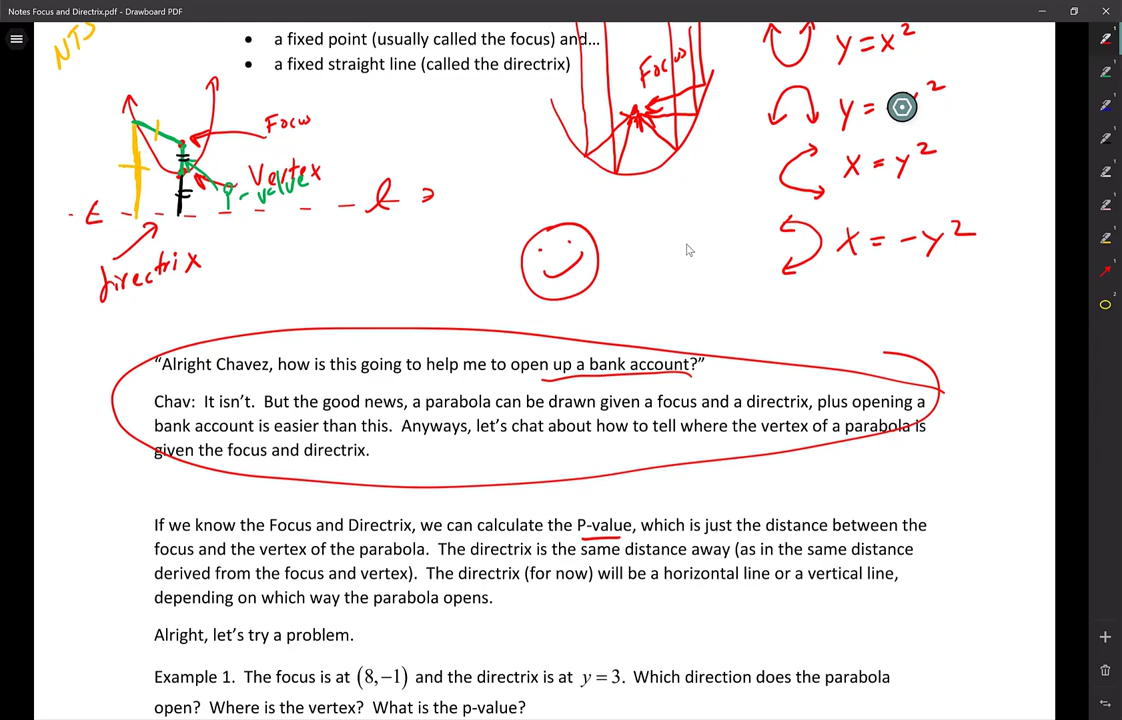 Notes Focus and Directrix.pdf - Drawboard PDF
NTS
• a fixed point (usually called the focus) and...
• a fixed straight line (called the directrix)
Focus
y = x²
y =
x = y²
x = -y²
Focus
Vertex
P-value
directrix
"Alright Chavez, how is this going to help me to open up a bank account?"
Chav: It isn't. But the good news, a parabola can be drawn given a focus and a directrix, plus opening a
bank account is easier than this. Anyways, let's chat about how to tell where the vertex of a parabola is
given the focus and directrix.
If we know the Focus and Directrix, we can calculate the P-value, which is just the distance between the
focus and the vertex of the parabola. The directrix is the same distance away (as in the same distance
derived from the focus and vertex). The directrix (for now) will be a horizontal line or a vertical line,
depending on which way the parabola opens.
Alright, let's try a problem.
Example 1. The focus is at (8,−1) and the directrix is at y = 3. Which direction does the parabola
open? Where is the vertex? What is the p-value?